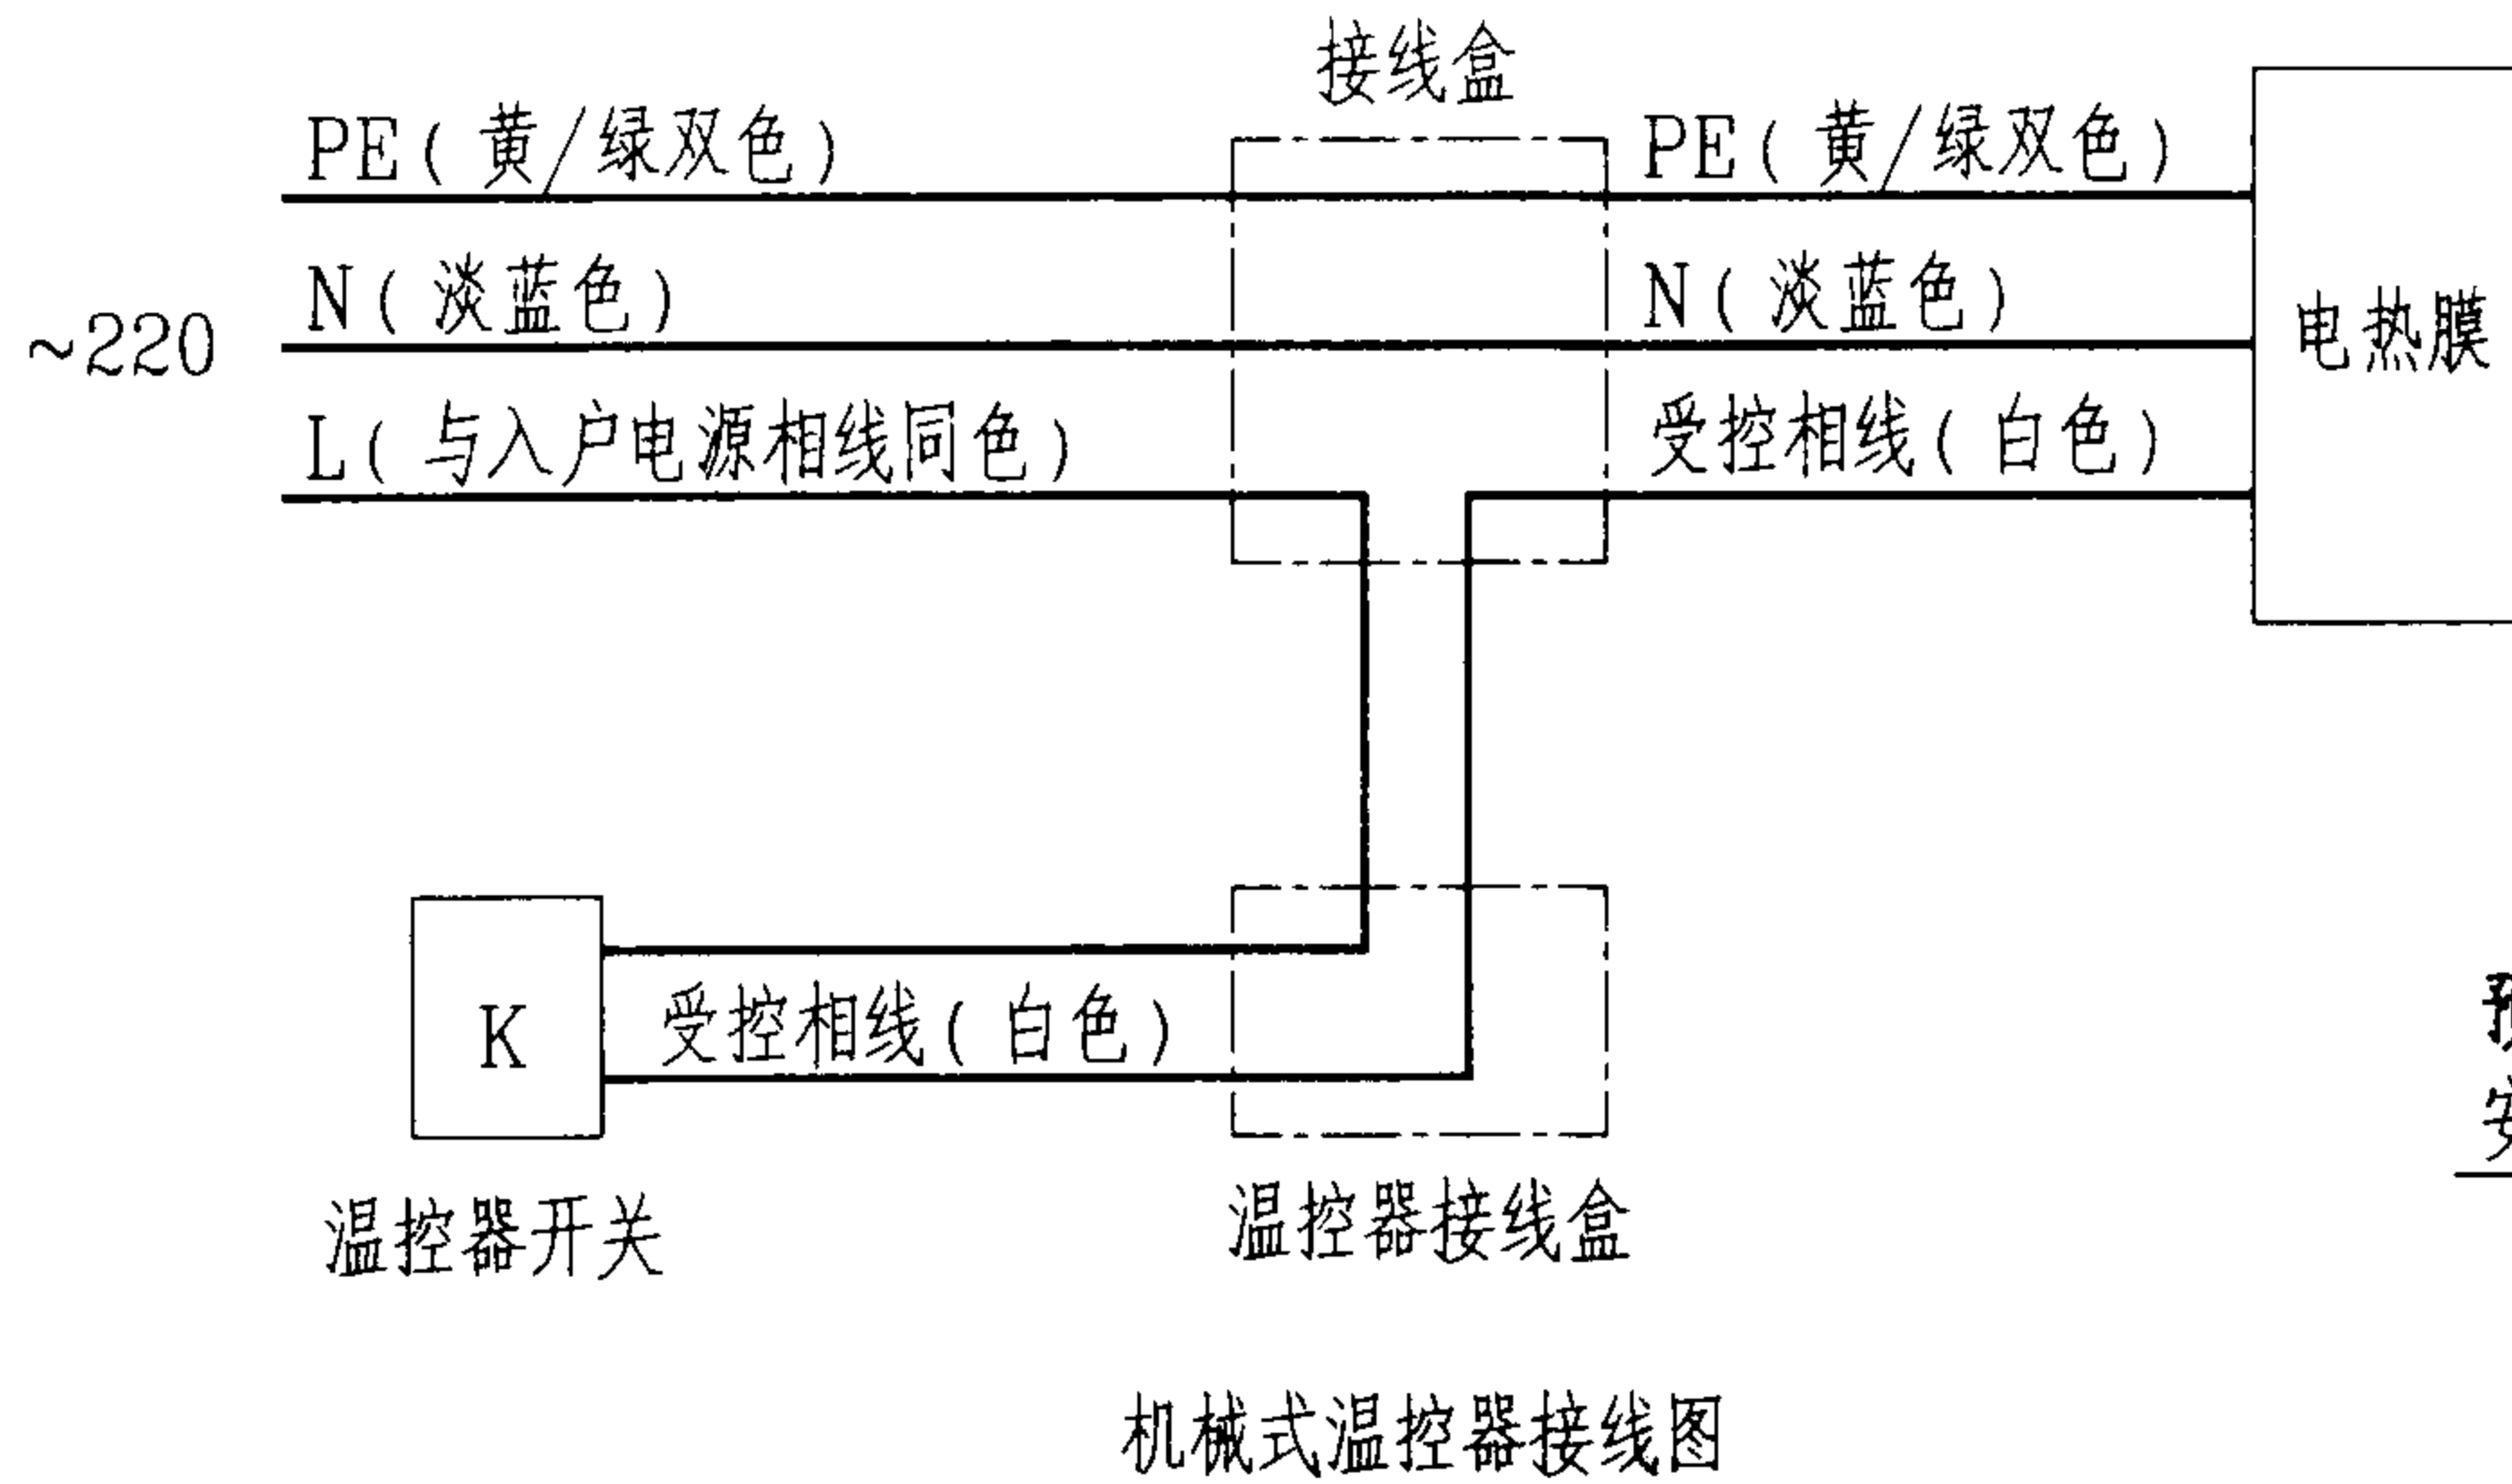 接线盒
PE(黄/绿双色)
PE(黄/绿双色)
N(淡蓝色)
N(淡蓝色)
~220
电热膜
L(与入户电源相线同色)
受控相线(白色)
K
受控相线(白色)
温控器开关
温控器接线盒
机械式温控器接线图